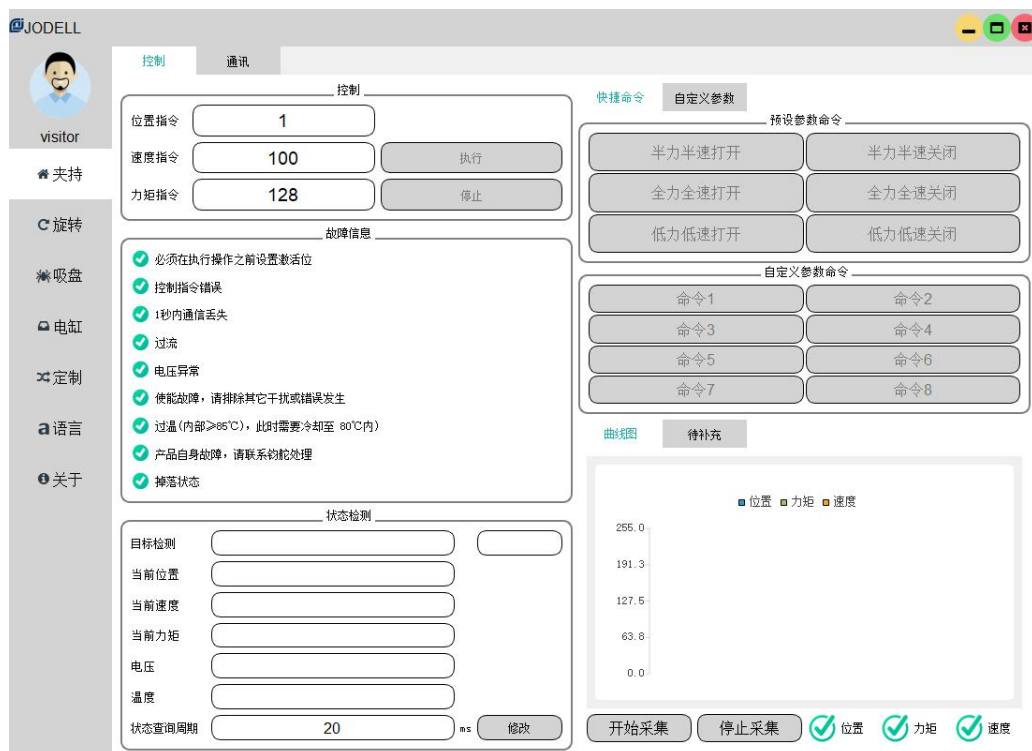 JODELL
visitor
夹持
旋转
吸盘
电缸
定制
语言
关于
控制
通讯
控制
位置指令 1
速度指令 100 执行
力矩指令 128 停止
故障信息
必须在执行操作之前设置激活位
控制指令错误
1秒内通信丢失
过流
电压异常
使能故障,请排除其它干扰或错误发生
过温(内部≥85℃),此时需要冷却至 80℃内)
产品自身故障,请联系钧舵处理
掉落状态
状态检测
目标检测
当前位置
当前速度
当前力矩
电压
温度
状态查询周期 20 ms 修改
快捷命令 自定义参数
预设参数命令
半力半速打开 半力半速关闭
全力全速打开 全力全速关闭
低力低速打开 低力低速关闭
自定义参数命令
命令1 命令2
命令3 命令4
命令5 命令6
命令7 命令8
曲线图 待补充
位置 力矩 速度
255.0
191.3
127.5
63.8
0.0
开始采集 停止采集 位置 力矩 速度